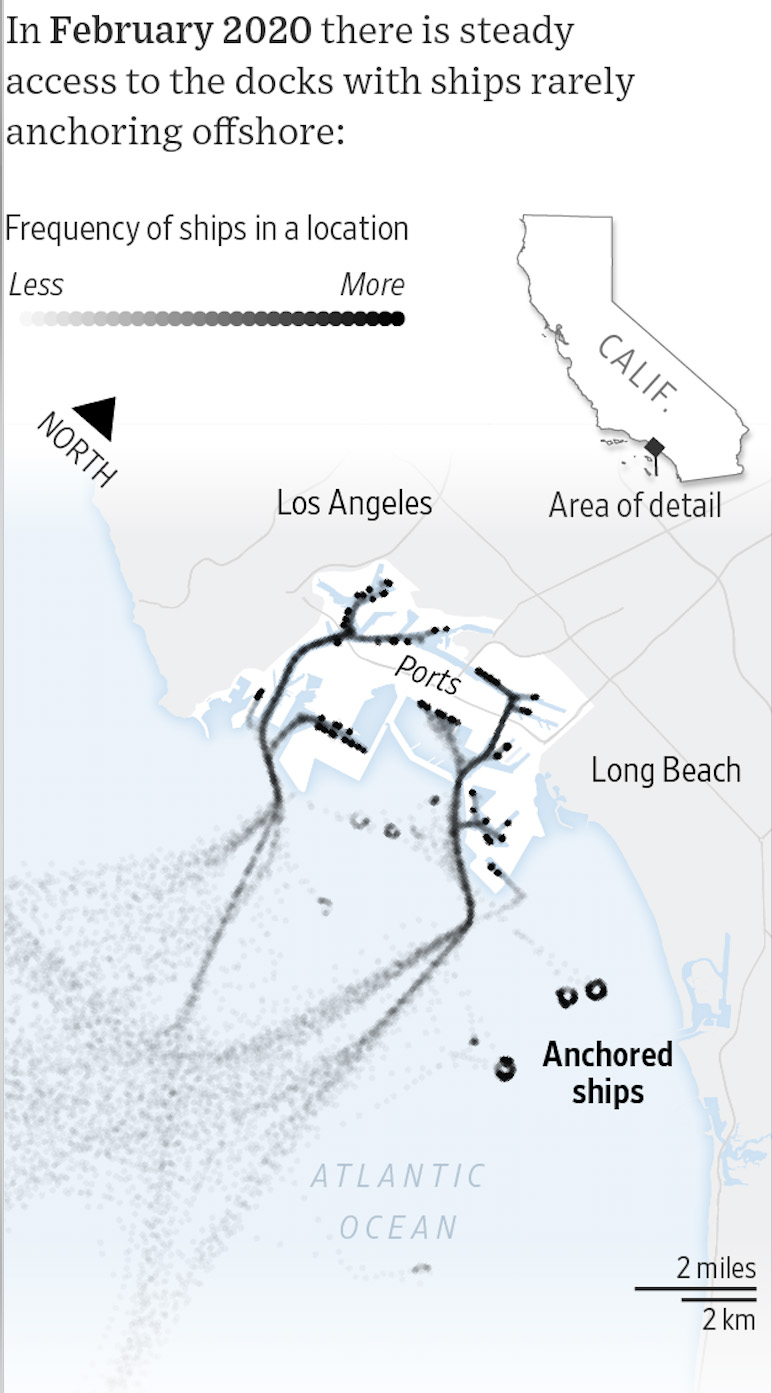 In February 2020 there is steady
access to the docks with ships rarely
anchoring offshore:
Frequency of ships in a location
Less
More
CALIF.
NORTH
Los Angeles
Area of detail
Ports
Long Beach
Anchored
ships
ATLANTIC
OCEAN
2 miles
2 km